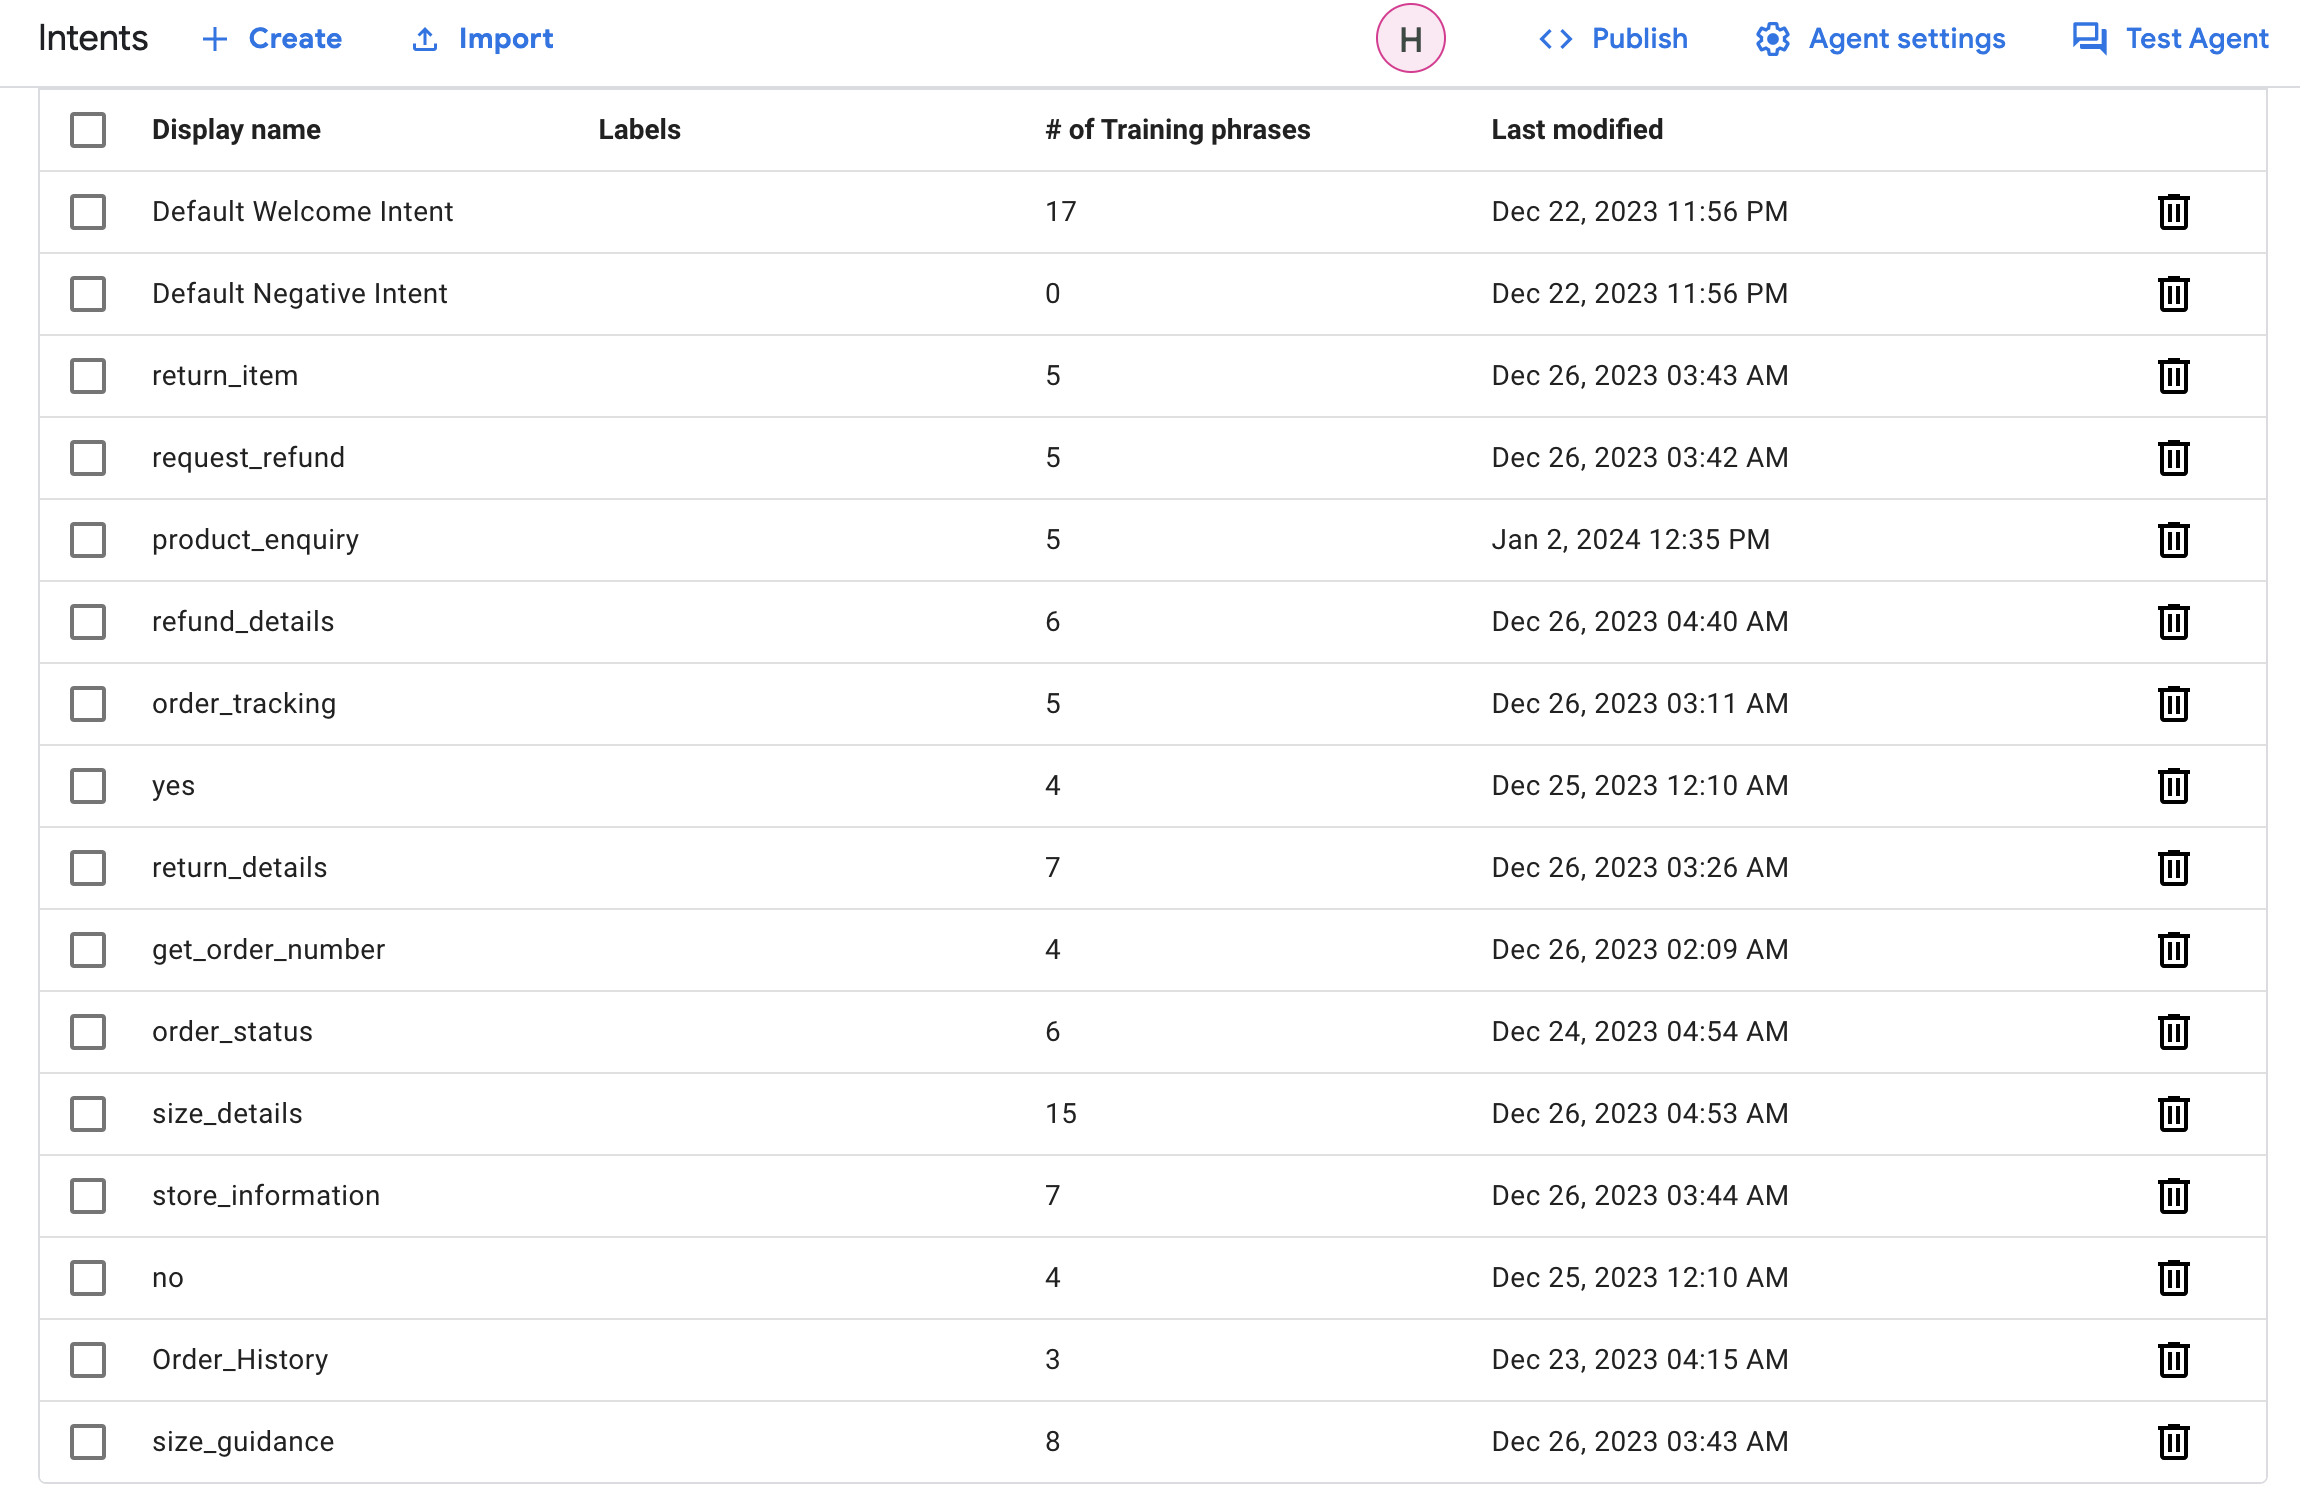 Intents Create Import H Publish Agent settings Test Agent
Display name Labels # of Training phrases Last modified
Default Welcome Intent 17 Dec 22, 2023 11:56 PM
Default Negative Intent 0 Dec 22, 2023 11:56 PM
return_item 5 Dec 26, 2023 03:43 AM
request_refund 5 Dec 26, 2023 03:42 AM
product_enquiry 5 Jan 2, 2024 12:35 PM
refund_details 6 Dec 26, 2023 04:40 AM
order_tracking 5 Dec 26, 2023 03:11 AM
yes 4 Dec 25, 2023 12:10 AM
return_details 7 Dec 26, 2023 03:26 AM
get_order_number 4 Dec 26, 2023 02:09 AM
order_status 6 Dec 24, 2023 04:54 AM
size_details 15 Dec 26, 2023 04:53 AM
store_information 7 Dec 26, 2023 03:44 AM
no 4 Dec 25, 2023 12:10 AM
Order_History 3 Dec 23, 2023 04:15 AM
size_guidance 8 Dec 26, 2023 03:43 AM